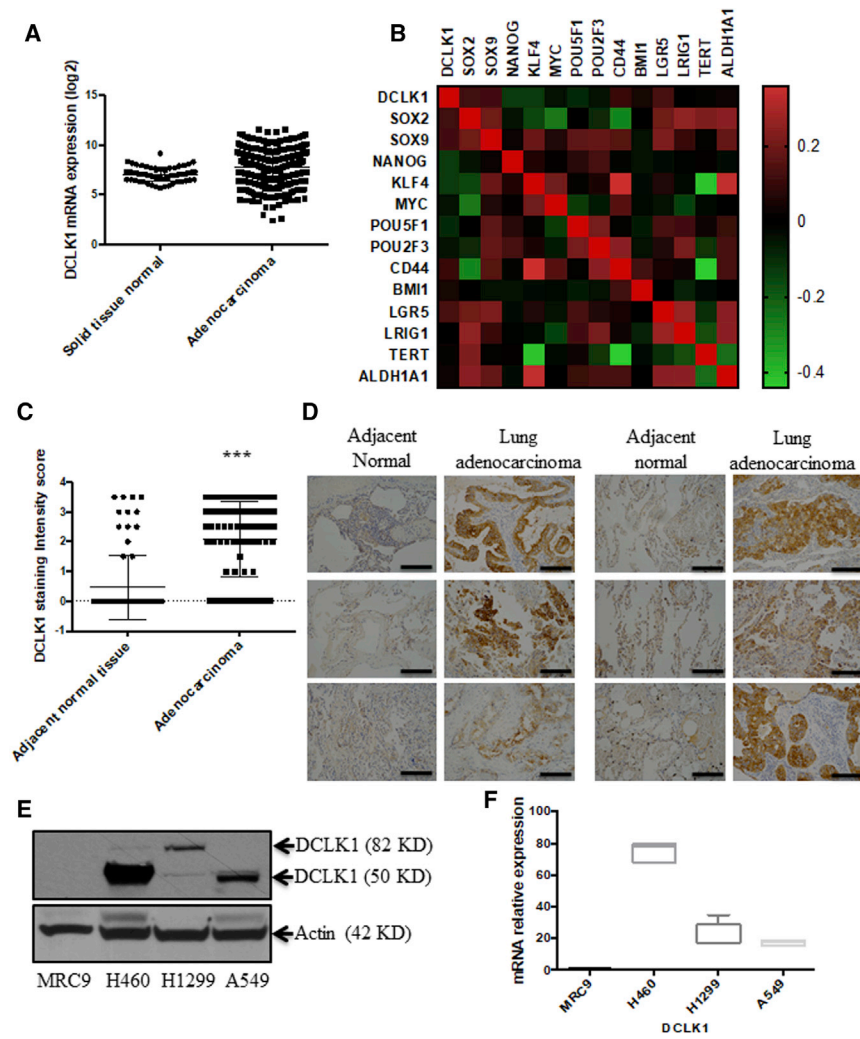 A
DCLK1 mRNA expression (log2)
15
10
5
0
Solid tissue normal
Adenocarcinoma
B
DCLK1
SOX2
SOX9
NANOG
KLF4
MYC
POU5F1
POU2F3
CD44
BMI1
LGR5
LRIG1
TERT
ALDH1A1
DCLK1
SOX2
SOX9
NANOG
KLF4
MYC
POU5F1
POU2F3
CD44
BMI1
LGR5
LRIG1
TERT
ALDH1A1
0.2
0
-0.2
-0.4
C
DCLK1 staining Intensity score
4
3
2
1
0
-1
***
Adjacent normal tissue
Adenocarcinoma
D
Adjacent
Normal
Lung
adenocarcinoma
Adjacent
normal
Lung
adenocarcinoma
E
DCLK1 (82 KD)
DCLK1 (50 KD)
Actin (42 KD)
MRC9 H460 H1299 A549
F
mRNA relative expression
100
80
60
40
20
0
MRC9
H460
H1299
A549
DCLK1